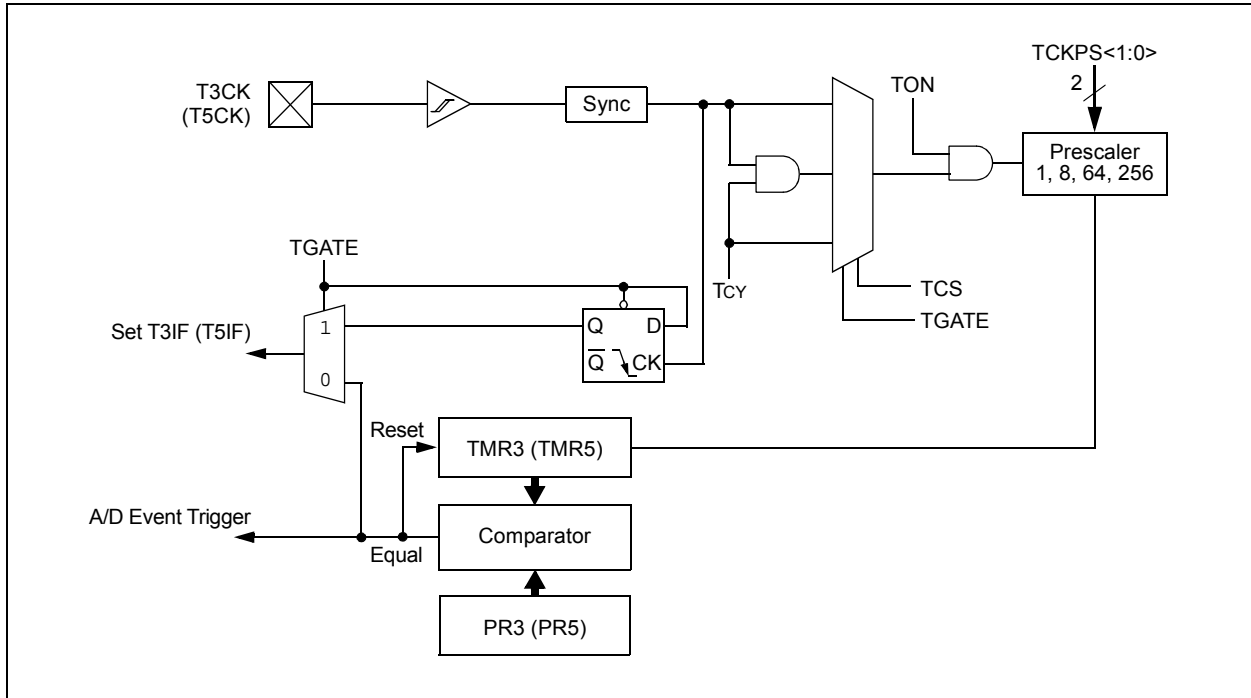 TCKPS<1:0>
2
T3CK
(T5CK)
Sync
TON
Prescaler
1, 8, 64, 256
TGATE
TCY
TCS
TGATE
Set T3IF (T5IF)
1
0
Q
D
Q̅
CK
Reset
TMR3 (TMR5)
A/D Event Trigger
Equal
Comparator
PR3 (PR5)